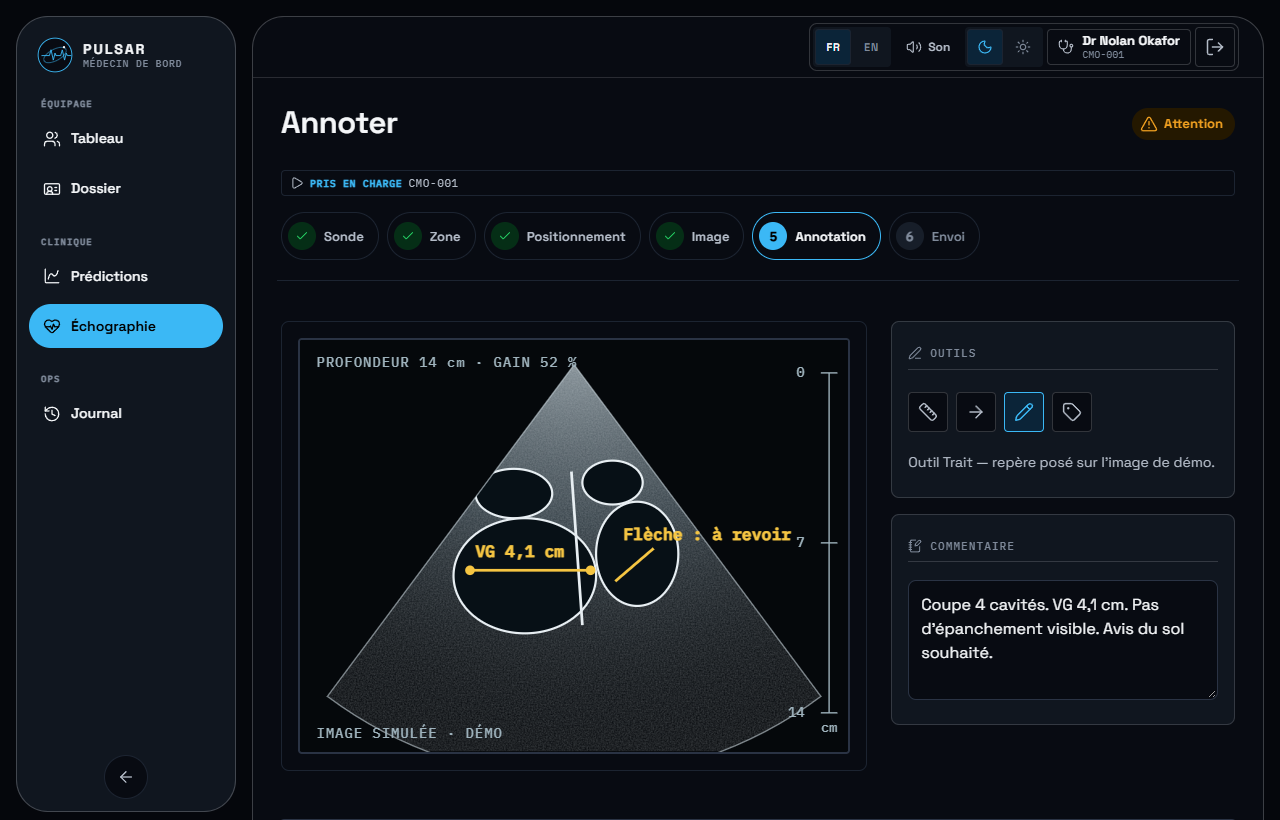 PULSAR
MÉDECIN DE BORD
ÉQUIPAGE
Tableau
Dossier
CLINIQUE
Prédictions
Échographie
OPS
Journal
FR
EN
Son
Dr Nolan Okafor
CMO-001
Annoter
Attention
PRIS EN CHARGE CMO-001
Sonde
Zone
Positionnement
Image
5
Annotation
6
Envoi
PROFONDEUR 14 cm · GAIN 52 %
0
Flèche : à revoir
7
VG 4,1 cm
14
cm
IMAGE SIMULÉE · DÉMO
OUTILS
Outil Trait — repère posé sur l'image de démo.
COMMENTAIRE
Coupe 4 cavités. VG 4,1 cm. Pas
d'épanchement visible. Avis du sol
souhaité.